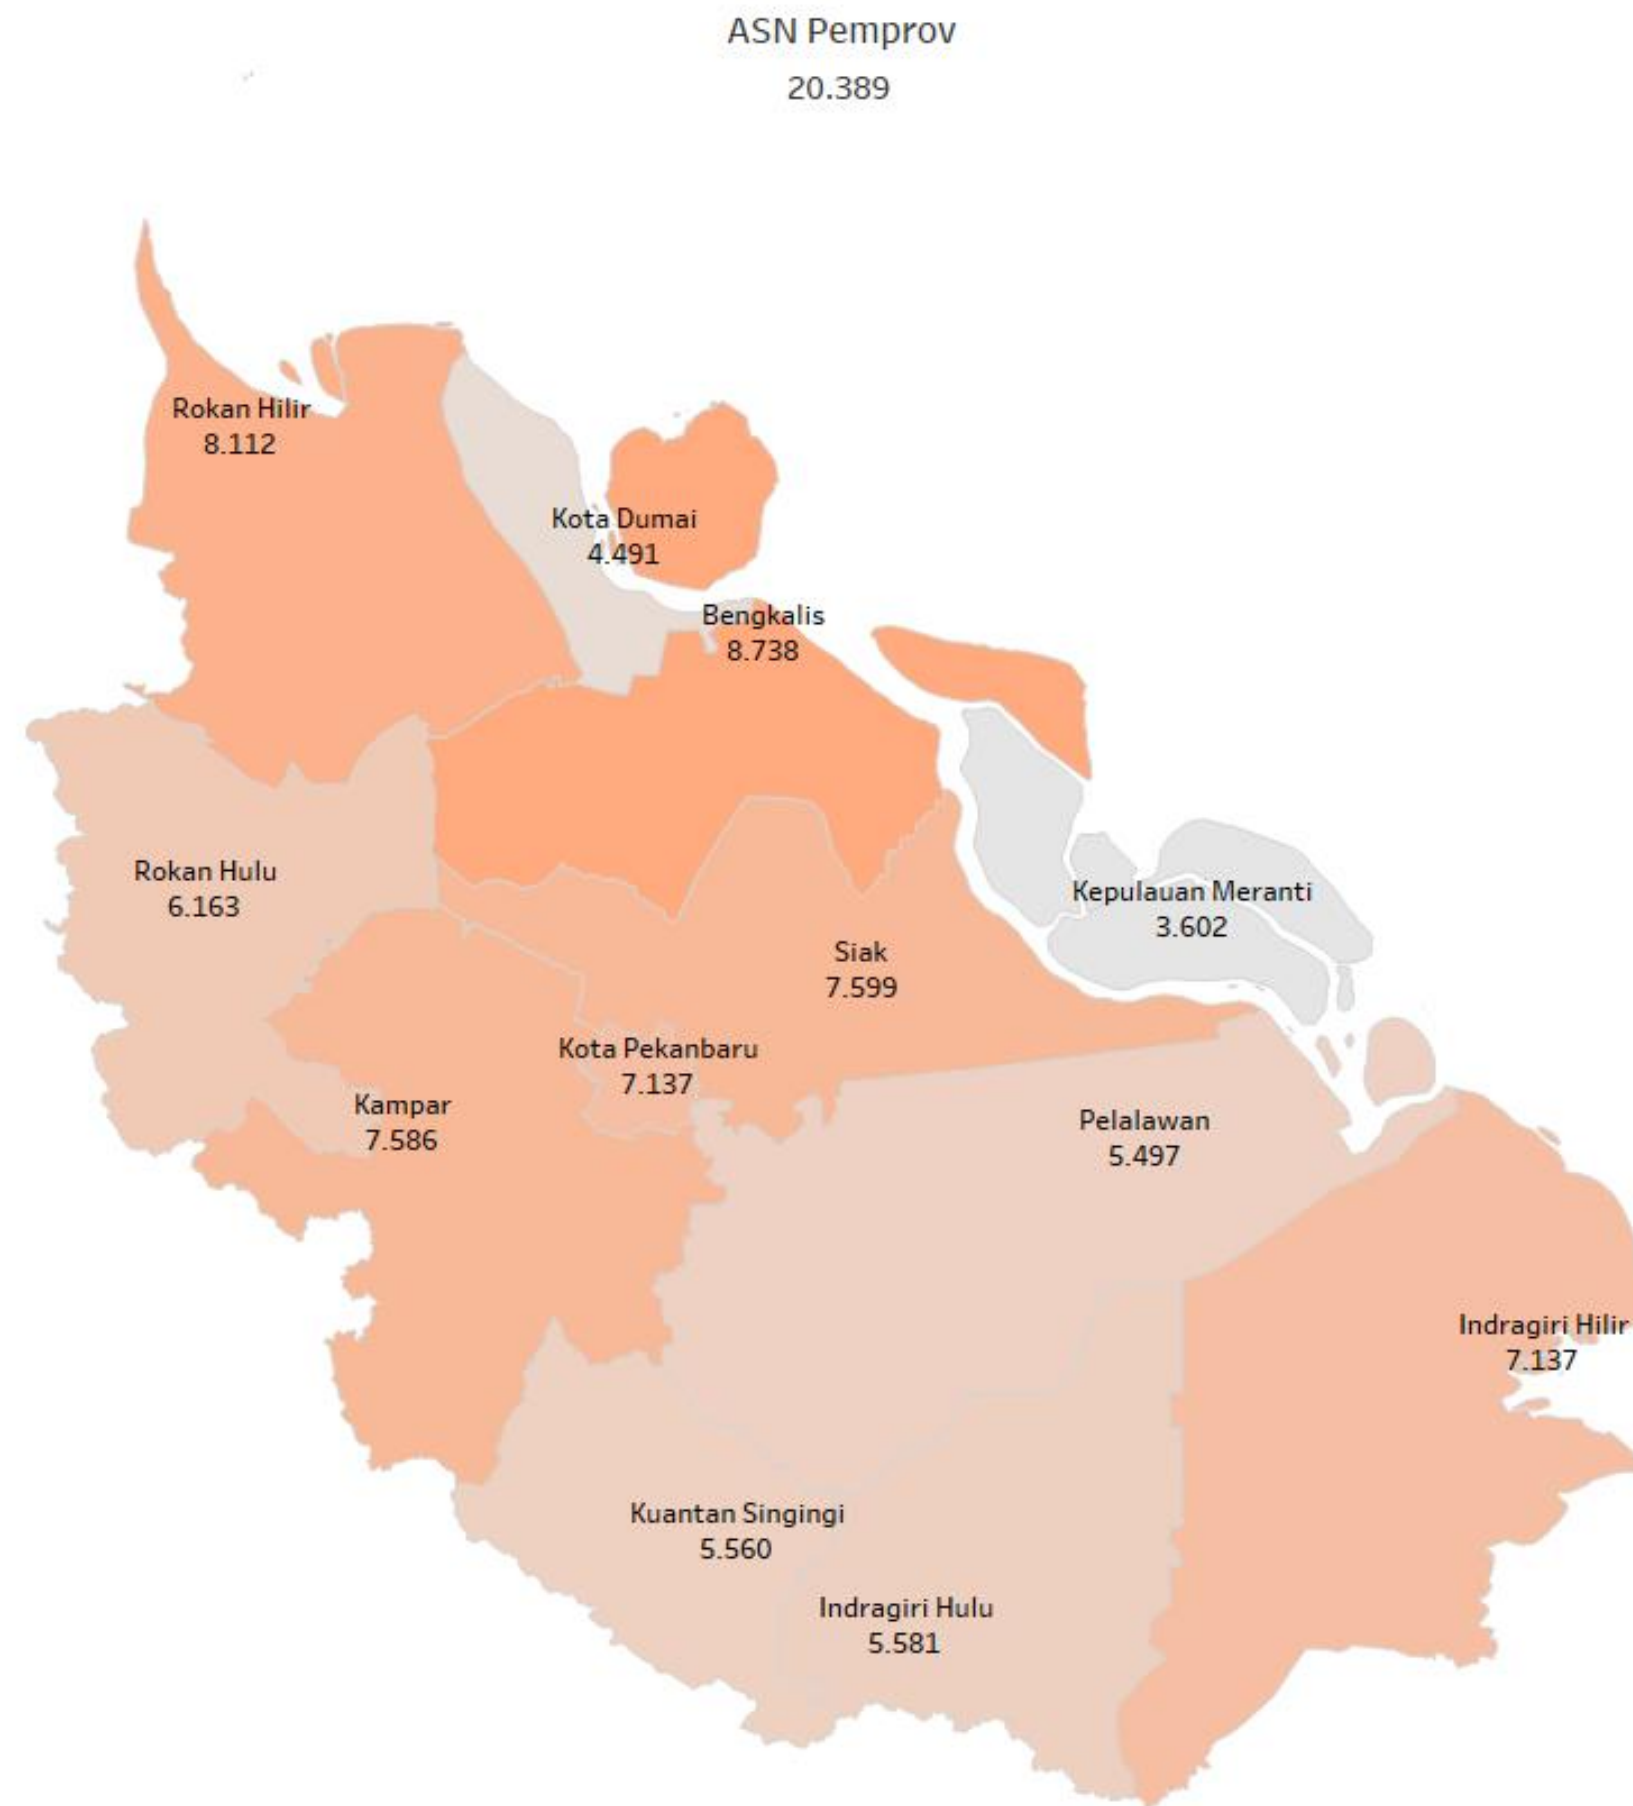 ASN Pemprov
20.389
Rokan Hilir
8.112
Kota Dumai
4.491
Bengkalis
8.738
Rokan Hulu
6.163
Kepulauan Meranti
3.602
Siak
7.599
Kota Pekanbaru
7.137
Kampar
7.586
Pelalawan
5.497
Indragiri Hilir
7.137
Kuantan Singingi
5.560
Indragiri Hulu
5.581